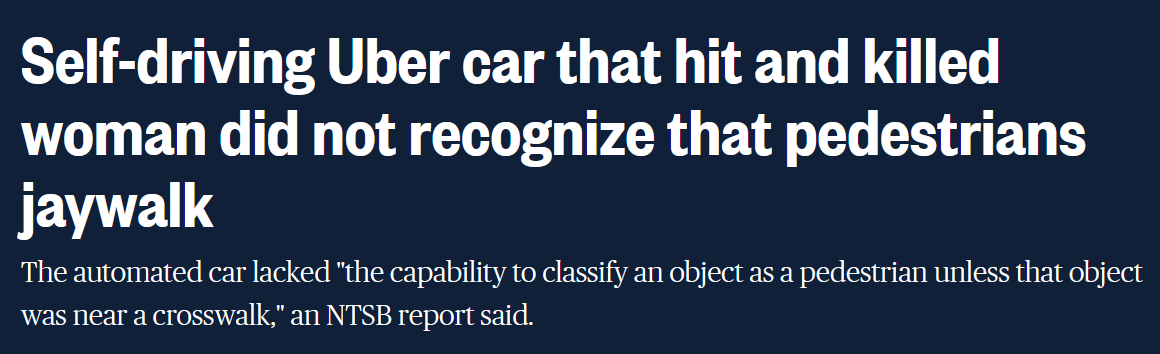 Self-driving Uber car that hit and killed
woman did not recognize that pedestrians
jaywalk
The automated car lacked "the capability to classify an object as a pedestrian unless that object
was near a crosswalk," an NTSB report said.